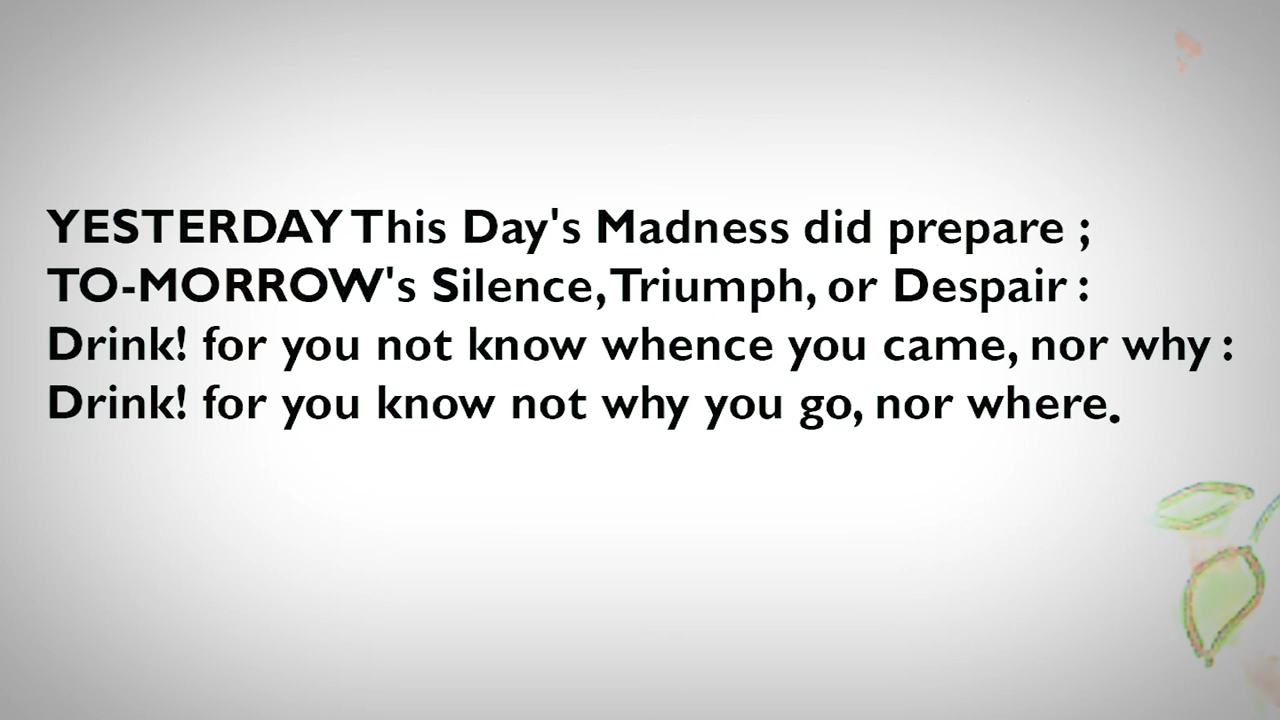 YESTERDAY This Day's Madness did prepare ;
TO-MORROW's Silence, Triumph, or Despair :
Drink! for you not know whence you came, nor why :
Drink! for you know not why you go, nor where.